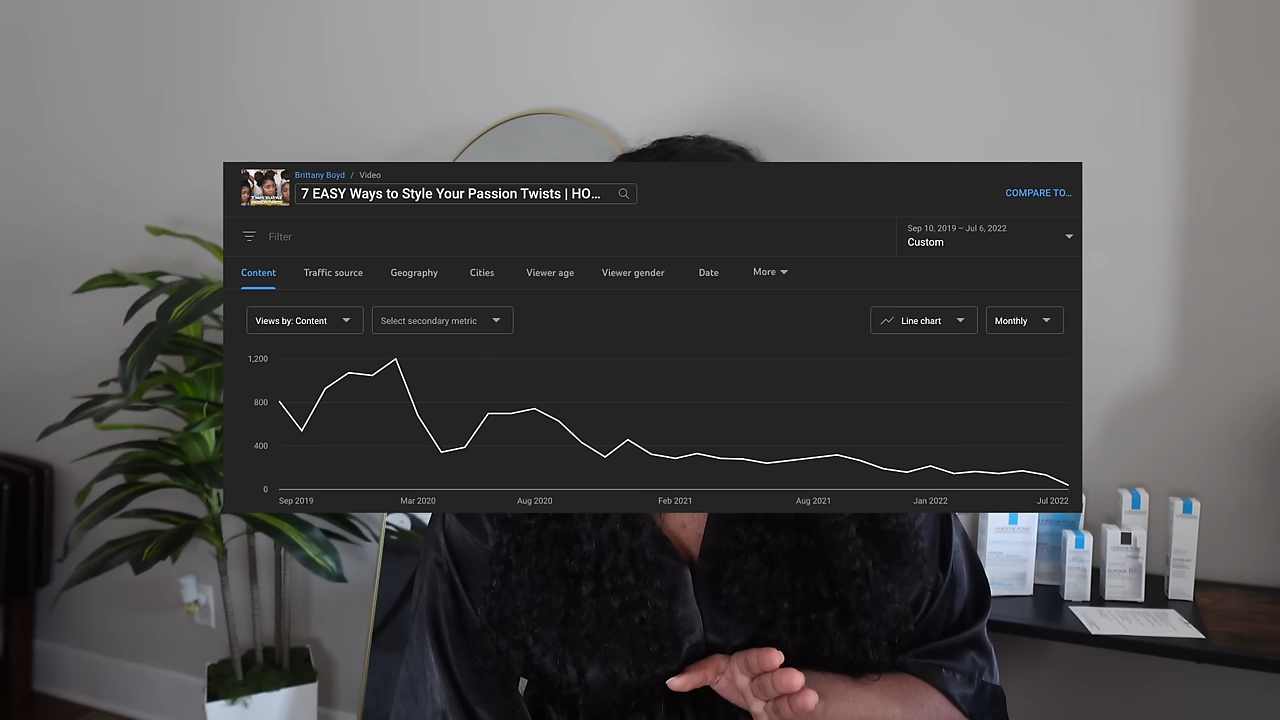 Brittany Boyd / Video
7 EASY Ways to Style Your Passion Twists | HO...
COMPARE TO...
Filter
Sep 10, 2019 – Jul 6, 2022
Custom
Content Traffic source Geography Cities Viewer age Viewer gender Date More
Views by: Content Select secondary metric Line chart Monthly
1,200
800
400
0
Sep 2019 Mar 2020 Aug 2020 Feb 2021 Aug 2021 Jan 2022 Jul 2022
LA ROCHE POSAY